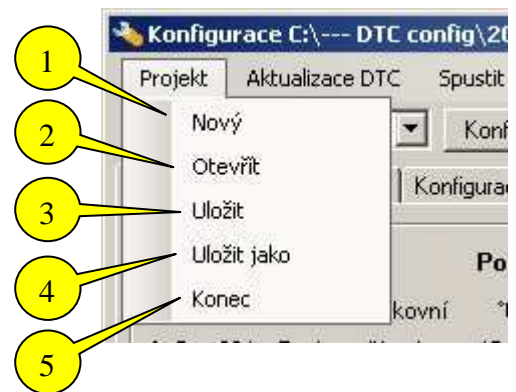 Konfigurace C:\--- DTC config\20
Projekt Aktualizace DTC Spustit
1 Nový
Konf
2 Otevřít
Konfigurac
3 Uložit
4 Uložit jako
Po
5 Konec
kovní